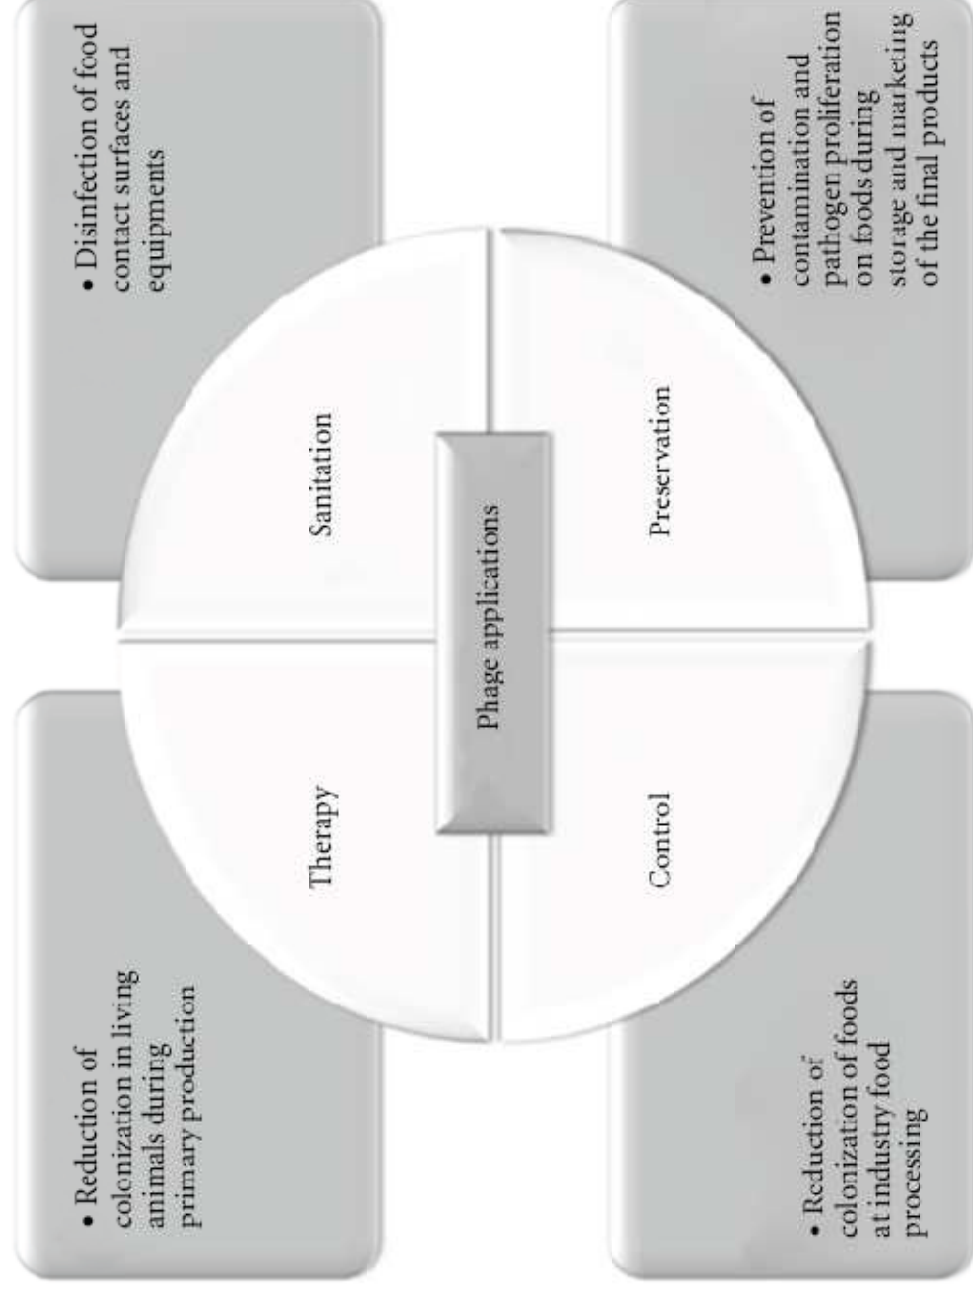 • Reduction of
colonization in living
animals during
primary production
• Disinfection of food
contact surfaces and
equipments
Therapy
Sanitation
Phage applications
Control
Preservation
• Reduction of
colonization of foods
at industry food
processing
• Prevention of
contamination and
pathogen proliferation
on foods during
storage and marketing
of the final products